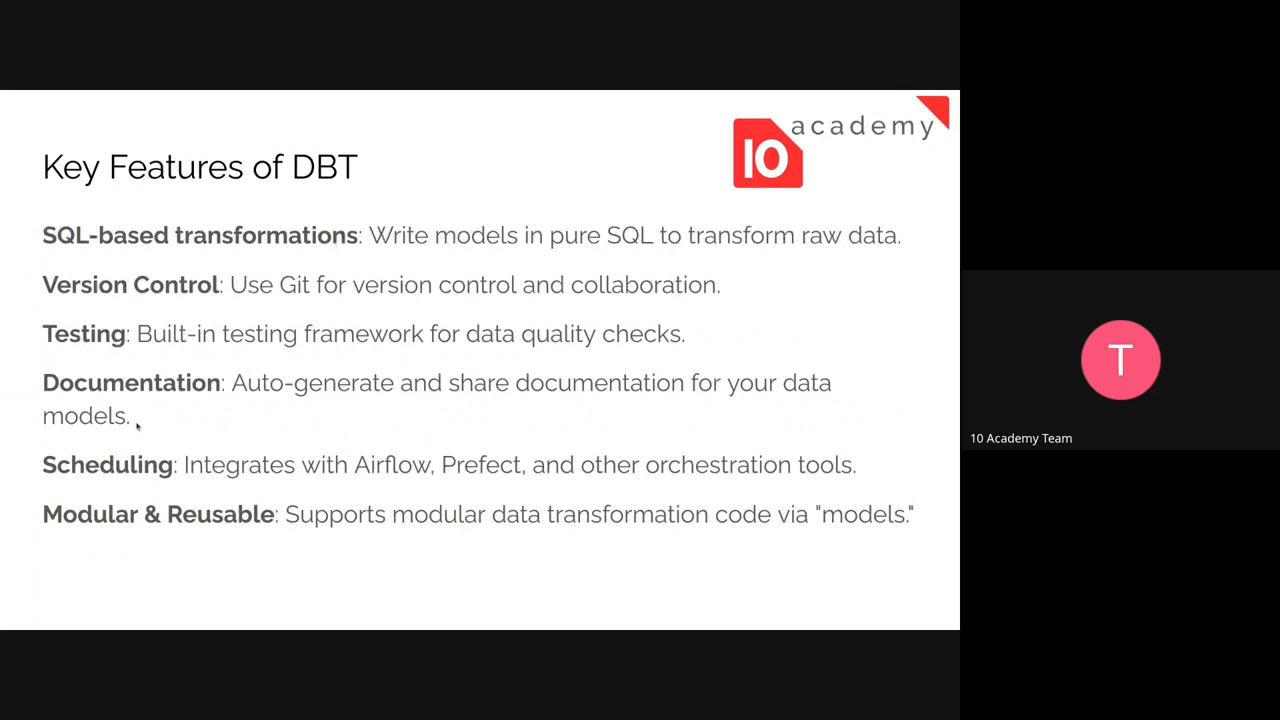 academy
10
Key Features of DBT
SQL-based transformations: Write models in pure SQL to transform raw data.
Version Control: Use Git for version control and collaboration.
Testing: Built-in testing framework for data quality checks.
Documentation: Auto-generate and share documentation for your data
models.
Scheduling: Integrates with Airflow, Prefect, and other orchestration tools.
Modular & Reusable: Supports modular data transformation code via "models."
T
10 Academy Team